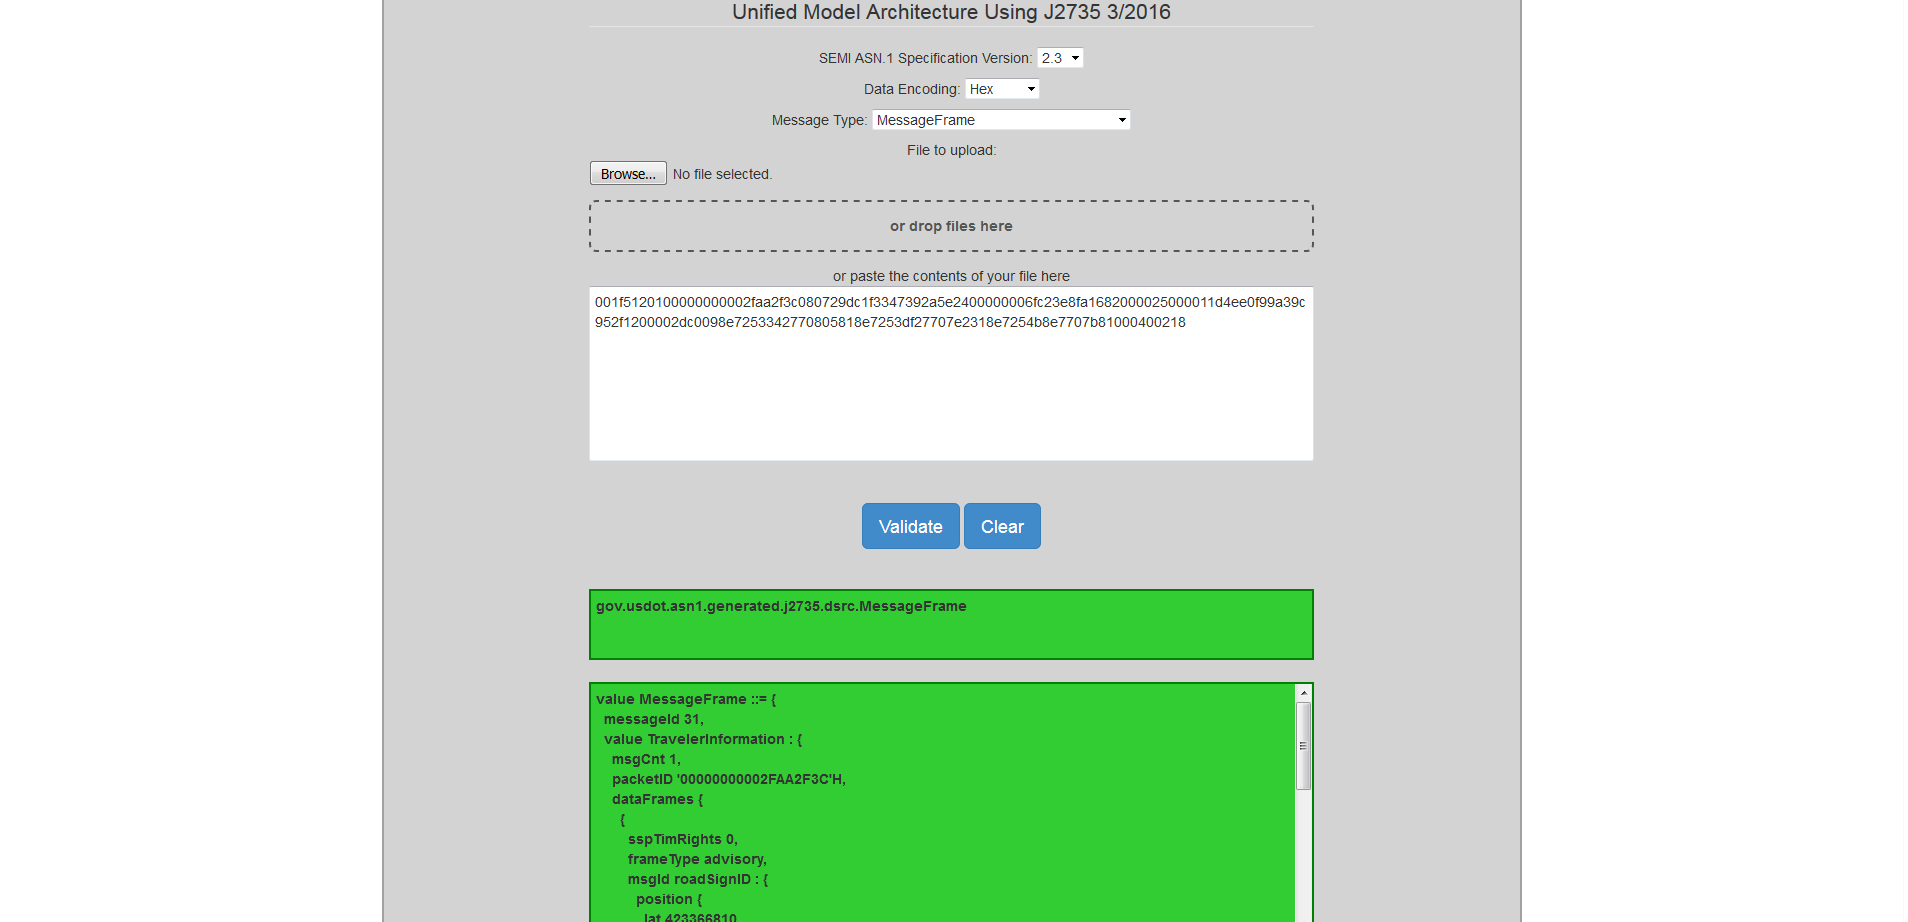 Unified Model Architecture Using J2735 3/2016
SEMI ASN.1 Specification Version: 2.3
Data Encoding: Hex
Message Type: MessageFrame
File to upload:
Browse... No file selected.
or drop files here
or paste the contents of your file here
001f5120100000000002faa2f3c080729dc1f3347392a5e2400000006fc23e8fa1682000025000011d4ee0f99a39c
952f1200002dc0098e7253342770805818e7253df27707e2318e7254b8e7707b81000400218
Validate Clear
gov.usdot.asn1.generated.j2735.dsrc.MessageFrame
value MessageFrame ::= {
messageId 31,
value TravelerInformation : {
msgCnt 1,
packetID '00000000002FAA2F3C'H,
dataFrames {
{
sspTimRights 0,
frameType advisory,
msgId roadSignID : {
position {
lat 423366810